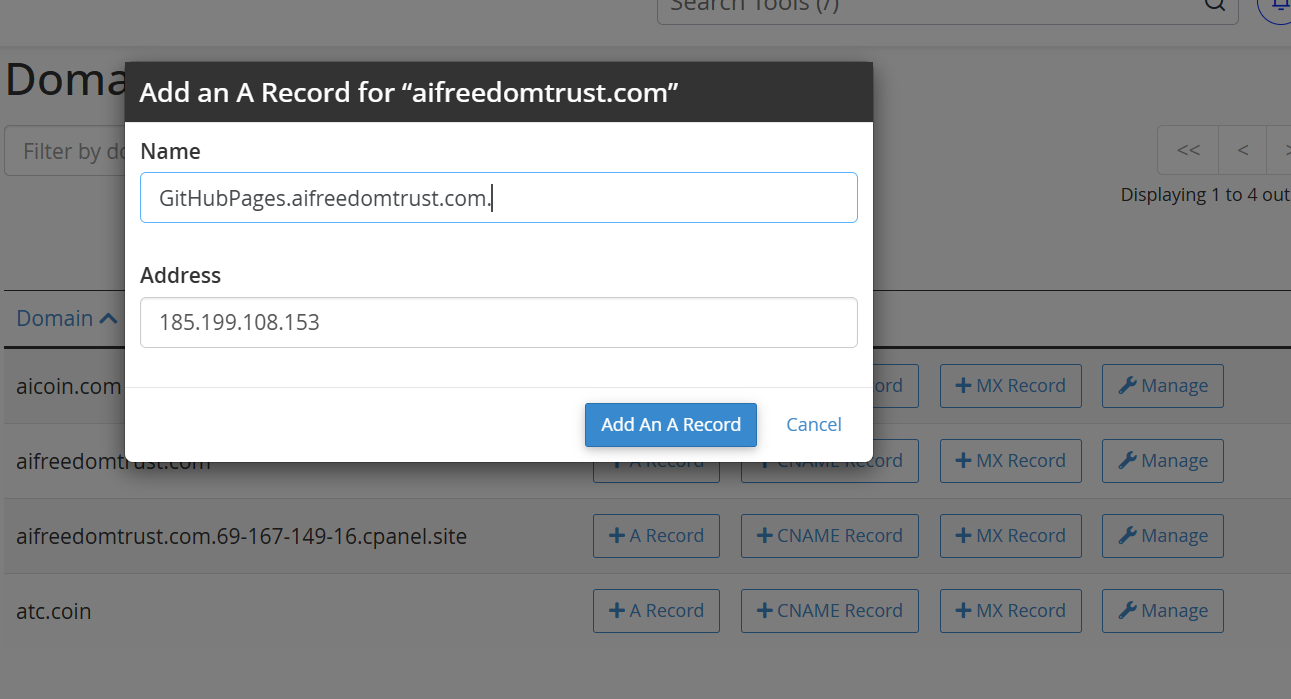 Search Tools (/)
Doma
Add an A Record for “aifreedomtrust.com”
Filter by do
Name
GitHubPages.aifreedomtrust.com.
<< < >
Displaying 1 to 4 out
Address
185.199.108.153
Domain
aicoin.com ord MX Record Manage
Add An A Record Cancel
aifreedomtrust.com A Record CNAME Record MX Record Manage
aifreedomtrust.com.69-167-149-16.cpanel.site A Record CNAME Record MX Record Manage
atc.coin A Record CNAME Record MX Record Manage